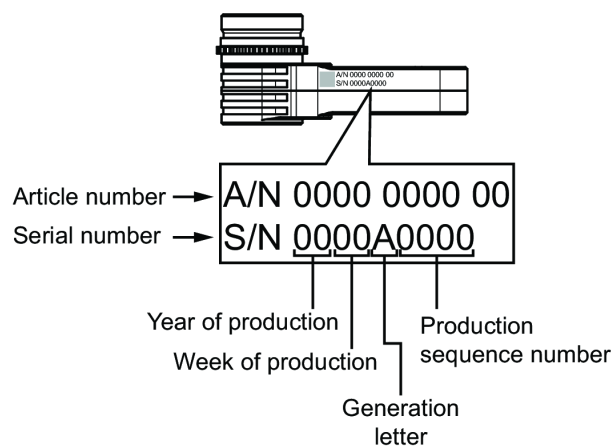 A/N 0000 0000 00
S/N 0000A0000
Article number
A/N 0000 0000 00
Serial number
S/N 0000A0000
Year of production
Week of production
Generation
letter
Production
sequence number